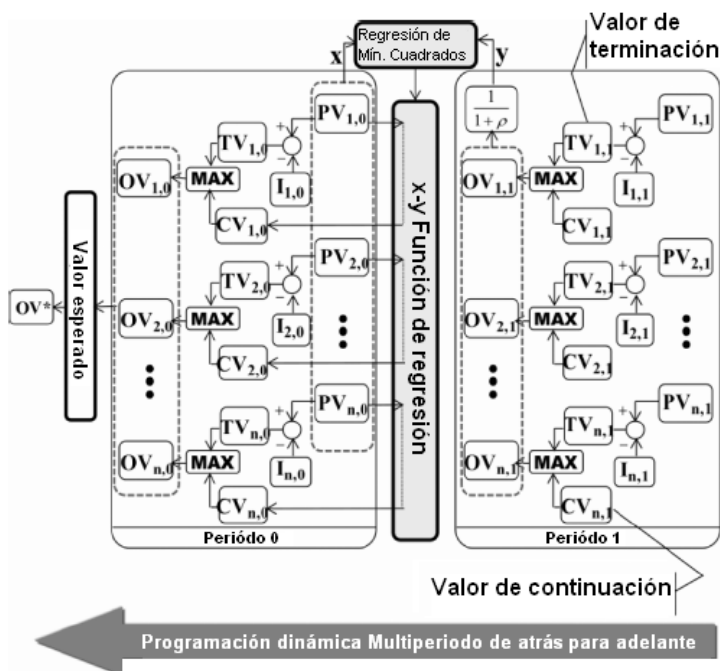 Regresión de
Mín. Cuadrados
x
y
Valor de
terminación
1
1 + ρ
PV1,0
+
TV1,0
−
MAX
OV1,0
I1,0
CV1,0
PV2,0
+
TV2,0
−
MAX
OV2,0
I2,0
CV2,0
PVn,0
+
TVn,0
−
MAX
OVn,0
In,0
CVn,0
Periódo 0
OV*
Valor esperado
x-y Función de regresión
PV1,1
+
TV1,1
−
MAX
OV1,1
I1,1
CV1,1
PV2,1
+
TV2,1
−
MAX
OV2,1
I2,1
CV2,1
PVn,1
+
TVn,1
−
MAX
OVn,1
In,1
CVn,1
Periódo 1
Valor de continuación
Programación dinámica Multiperiodo de atrás para adelante